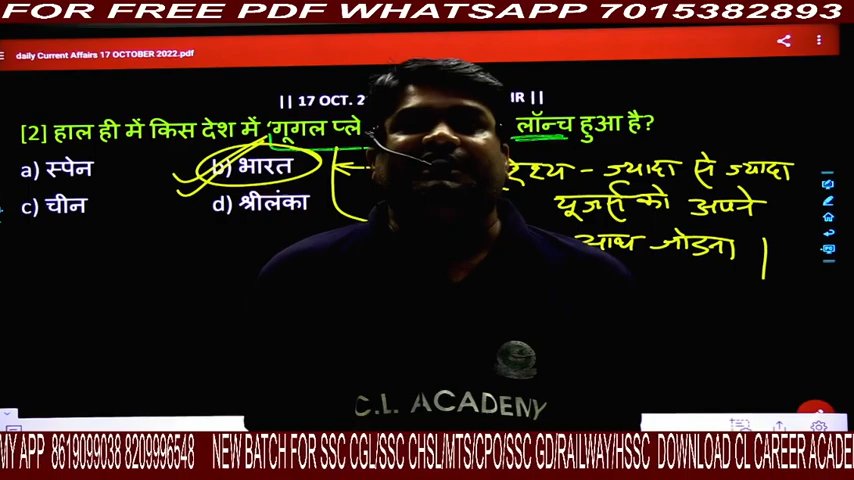 FOR FREE PDF WHATSAPP 7015382893
daily Current Affairs 17 OCTOBER 2022.pdf
|| 17 OCT. IR ||
[2] हाल ही में किस देश में 'गूगल प्ले लॉन्च हुआ है?
a) स्पेन b) भारत
– ज्यादा से ज्यादा
c) चीन d) श्रीलंका
यूजर्स को अपने
साथ जोडना |
C.L. ACADEMY
MY APP 8619099038 8209996548 NEW BATCH FOR SSC CGL/SSC CHSL/MTS/CPO/SSC GD/RAILWAY/HSSC DOWNLOAD CL CAREER ACADE